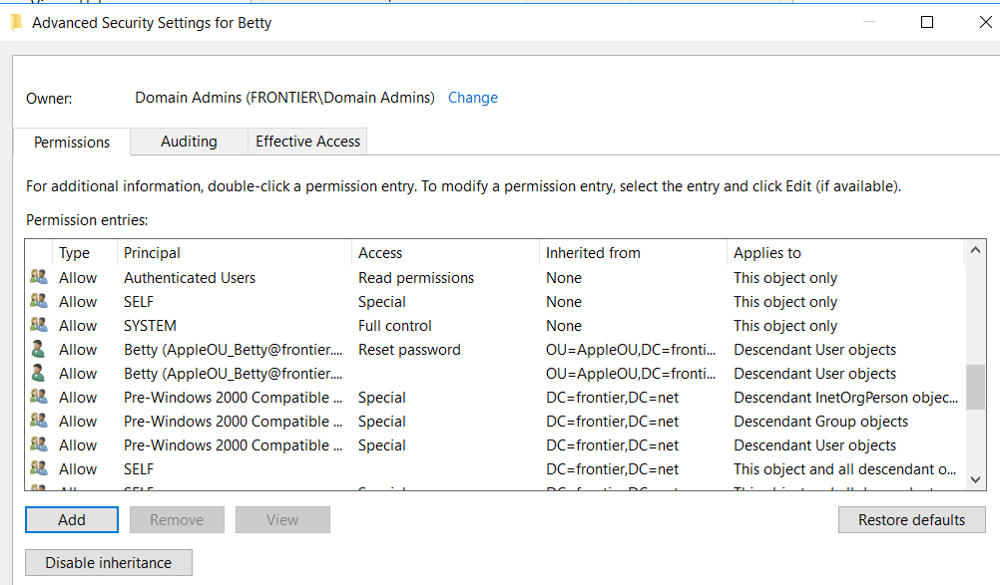 Advanced Security Settings for Betty
Owner: Domain Admins (FRONTIER\Domain Admins) Change
Permissions Auditing Effective Access
For additional information, double-click a permission entry. To modify a permission entry, select the entry and click Edit (if available).
Permission entries:
Type Principal Access Inherited from Applies to
Allow Authenticated Users Read permissions None This object only
Allow SELF Special None This object only
Allow SYSTEM Full control None This object only
Allow Betty (AppleOU_Betty@frontier.... Reset password OU=AppleOU,DC=fronti... Descendant User objects
Allow Betty (AppleOU_Betty@frontier.... OU=AppleOU,DC=fronti... Descendant User objects
Allow Pre-Windows 2000 Compatible ... Special DC=frontier,DC=net Descendant InetOrgPerson objec...
Allow Pre-Windows 2000 Compatible ... Special DC=frontier,DC=net Descendant Group objects
Allow Pre-Windows 2000 Compatible ... Special DC=frontier,DC=net Descendant User objects
Allow SELF DC=frontier,DC=net This object and all descendant o...
Add Remove View Restore defaults
Disable inheritance